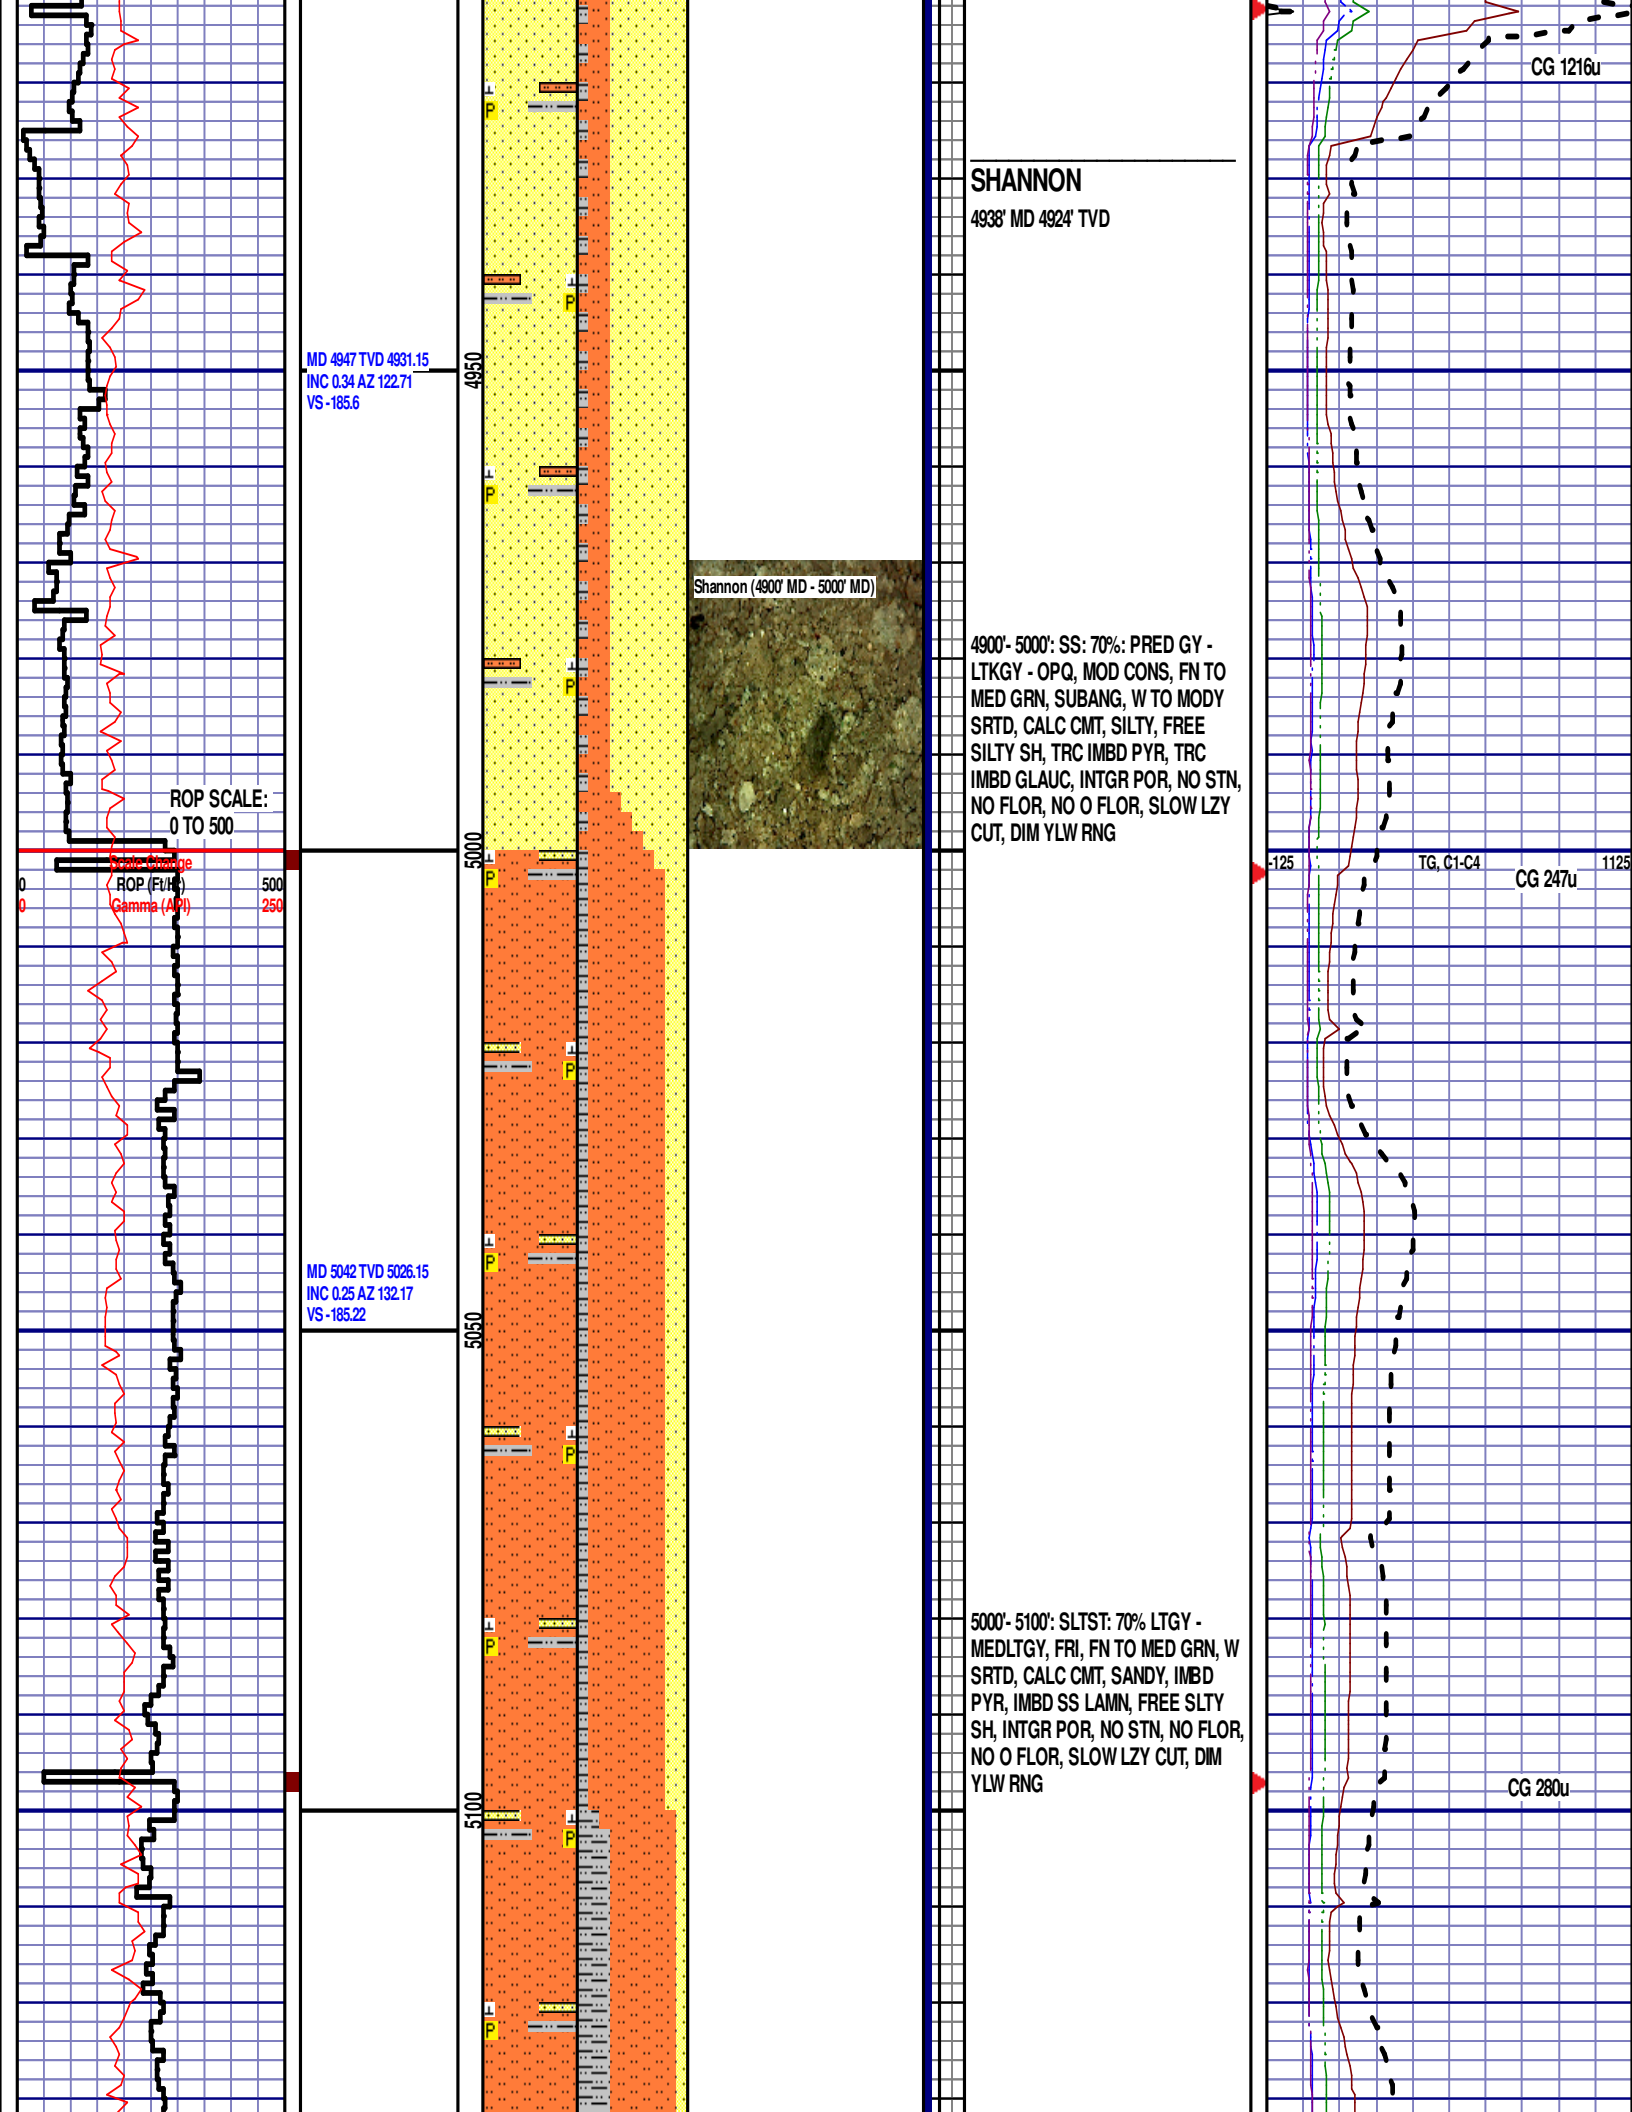 CG 1216u
SHANNON
4938' MD 4924' TVD
MD 4947 TVD 4931.15
INC 0.34 AZ 122.71
VS -185.6
4950
P
P
P
P
Shannon (4900' MD - 5000' MD)
4900'- 5000': SS: 70%: PRED GY -
LTKGY - OPQ, MOD CONS, FN TO
MED GRN, SUBANG, W TO MODY
SRTD, CALC CMT, SILTY, FREE
SILTY SH, TRC IMBD PYR, TRC
IMBD GLAUC, INTGR POR, NO STN,
NO FLOR, NO O FLOR, SLOW LZY
CUT, DIM YLW RNG
ROP SCALE:
0 TO 500
5000
Scale Change
0 ROP (Ft/Hr) 500
0 Gamma (API) 250
-125 TG, C1-C4 1125
CG 247u
P
P
P
P
P
MD 5042 TVD 5026.15
INC 0.25 AZ 132.17
VS -185.22
5050
5000'- 5100': SLTST: 70% LTGY -
MEDLTGY, FRI, FN TO MED GRN, W
SRTD, CALC CMT, SANDY, IMBD
PYR, IMBD SS LAMN, FREE SLTY
SH, INTGR POR, NO STN, NO FLOR,
NO O FLOR, SLOW LZY CUT, DIM
YLW RNG
CG 280u
5100
P
P